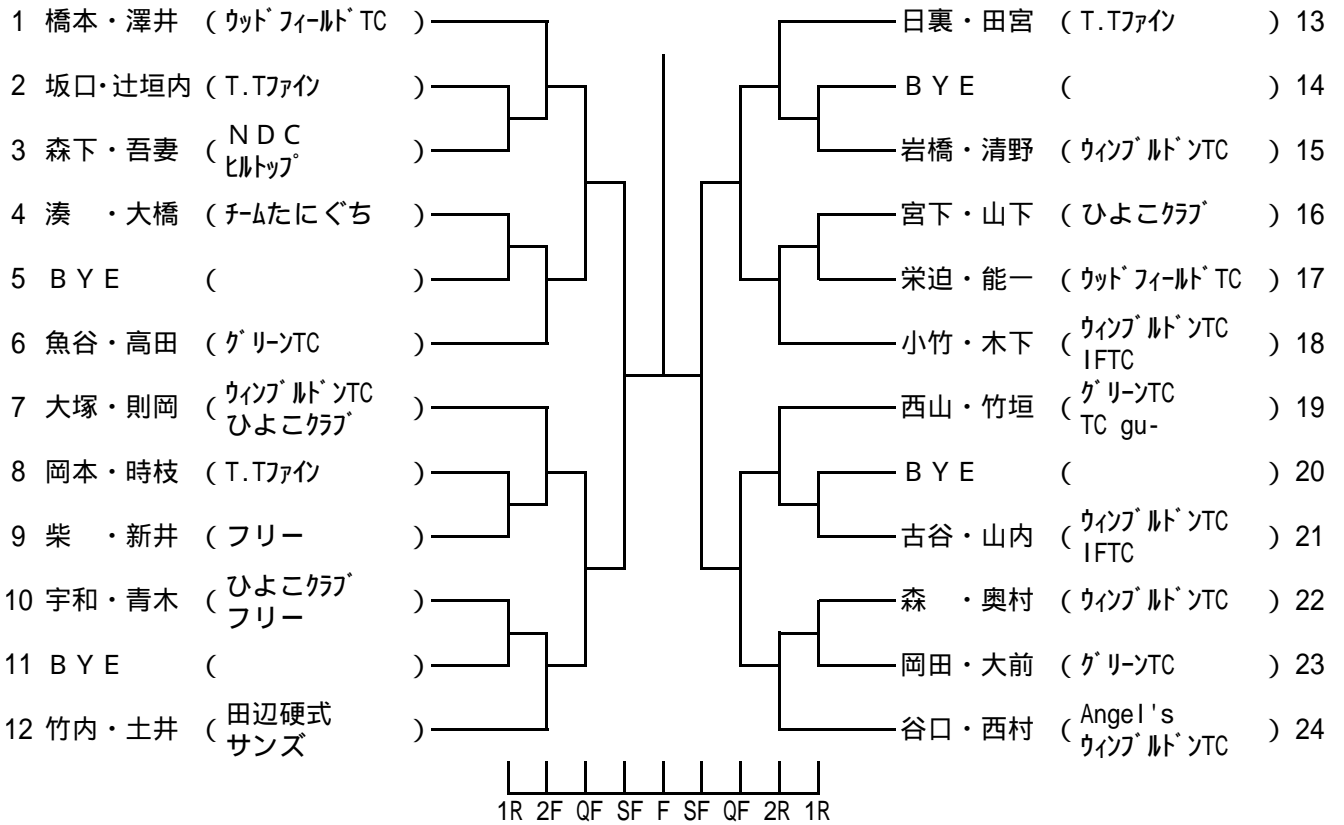 1 橋本・澤井 (ｳｯﾄﾞﾌｨｰﾙﾄﾞTC )
2 坂口・辻垣内 (T.Tﾌｧｲﾝ )
3 森下・吾妻 (ＮＤＣ
ﾋﾙﾄｯﾌﾟ )
4 湊　・大橋 (ﾁｰﾑたにぐち )
5 ＢＹＥ ( )
6 魚谷・高田 (ｸﾞﾘｰﾝTC )
7 大塚・則岡 (ｳｨﾝﾌﾞﾙﾄﾞﾝTC
ひよこｸﾗﾌﾞ )
8 岡本・時枝 (T.Tﾌｧｲﾝ )
9 柴　・新井 (フリー )
10 宇和・青木 (ひよこｸﾗﾌﾞ
フリー )
11 ＢＹＥ ( )
12 竹内・土井 (田辺硬式
サンズ )
日裏・田宮 (T.Tﾌｧｲﾝ ) 13
ＢＹＥ ( ) 14
岩橋・清野 (ｳｨﾝﾌﾞﾙﾄﾞﾝTC ) 15
宮下・山下 (ひよこｸﾗﾌﾞ ) 16
栄迫・能一 (ｳｯﾄﾞﾌｨｰﾙﾄﾞTC ) 17
小竹・木下 (ｳｨﾝﾌﾞﾙﾄﾞﾝTC
IFTC ) 18
西山・竹垣 (ｸﾞﾘｰﾝTC
TC gu- ) 19
ＢＹＥ ( ) 20
古谷・山内 (ｳｨﾝﾌﾞﾙﾄﾞﾝTC
IFTC ) 21
森　・奥村 (ｳｨﾝﾌﾞﾙﾄﾞﾝTC ) 22
岡田・大前 (ｸﾞﾘｰﾝTC ) 23
谷口・西村 (Angel's
ｳｨﾝﾌﾞﾙﾄﾞﾝTC ) 24
1R 2F QF SF F SF QF 2R 1R